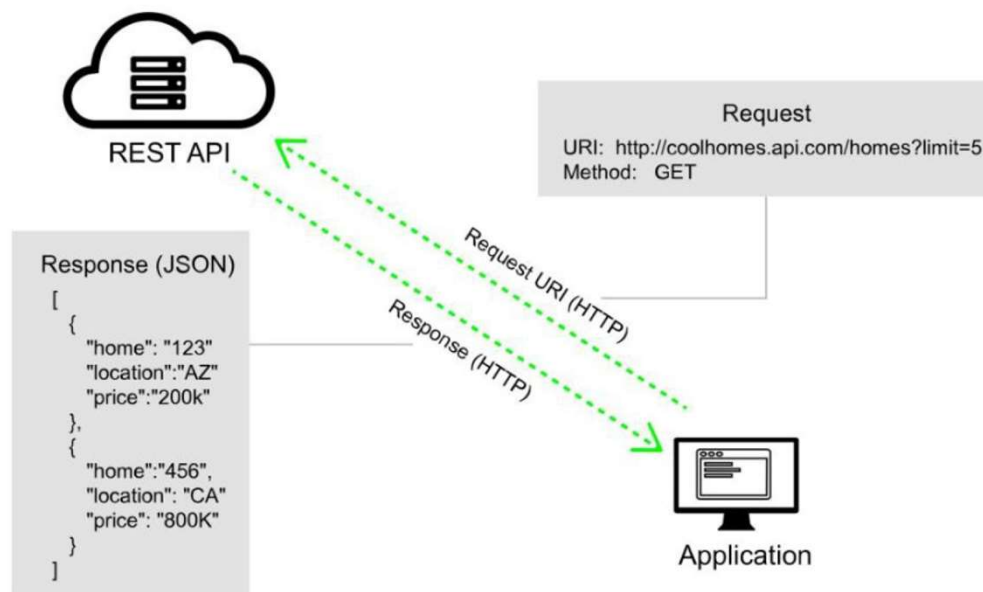 REST API
Request
URI: http://coolhomes.api.com/homes?limit=5
Method: GET
Request URI (HTTP)
Response (HTTP)
Response (JSON)
[
{
"home": "123"
"location":"AZ"
"price":"200k"
},
{
"home":"456",
"location": "CA"
"price": "800K"
}
]
Application